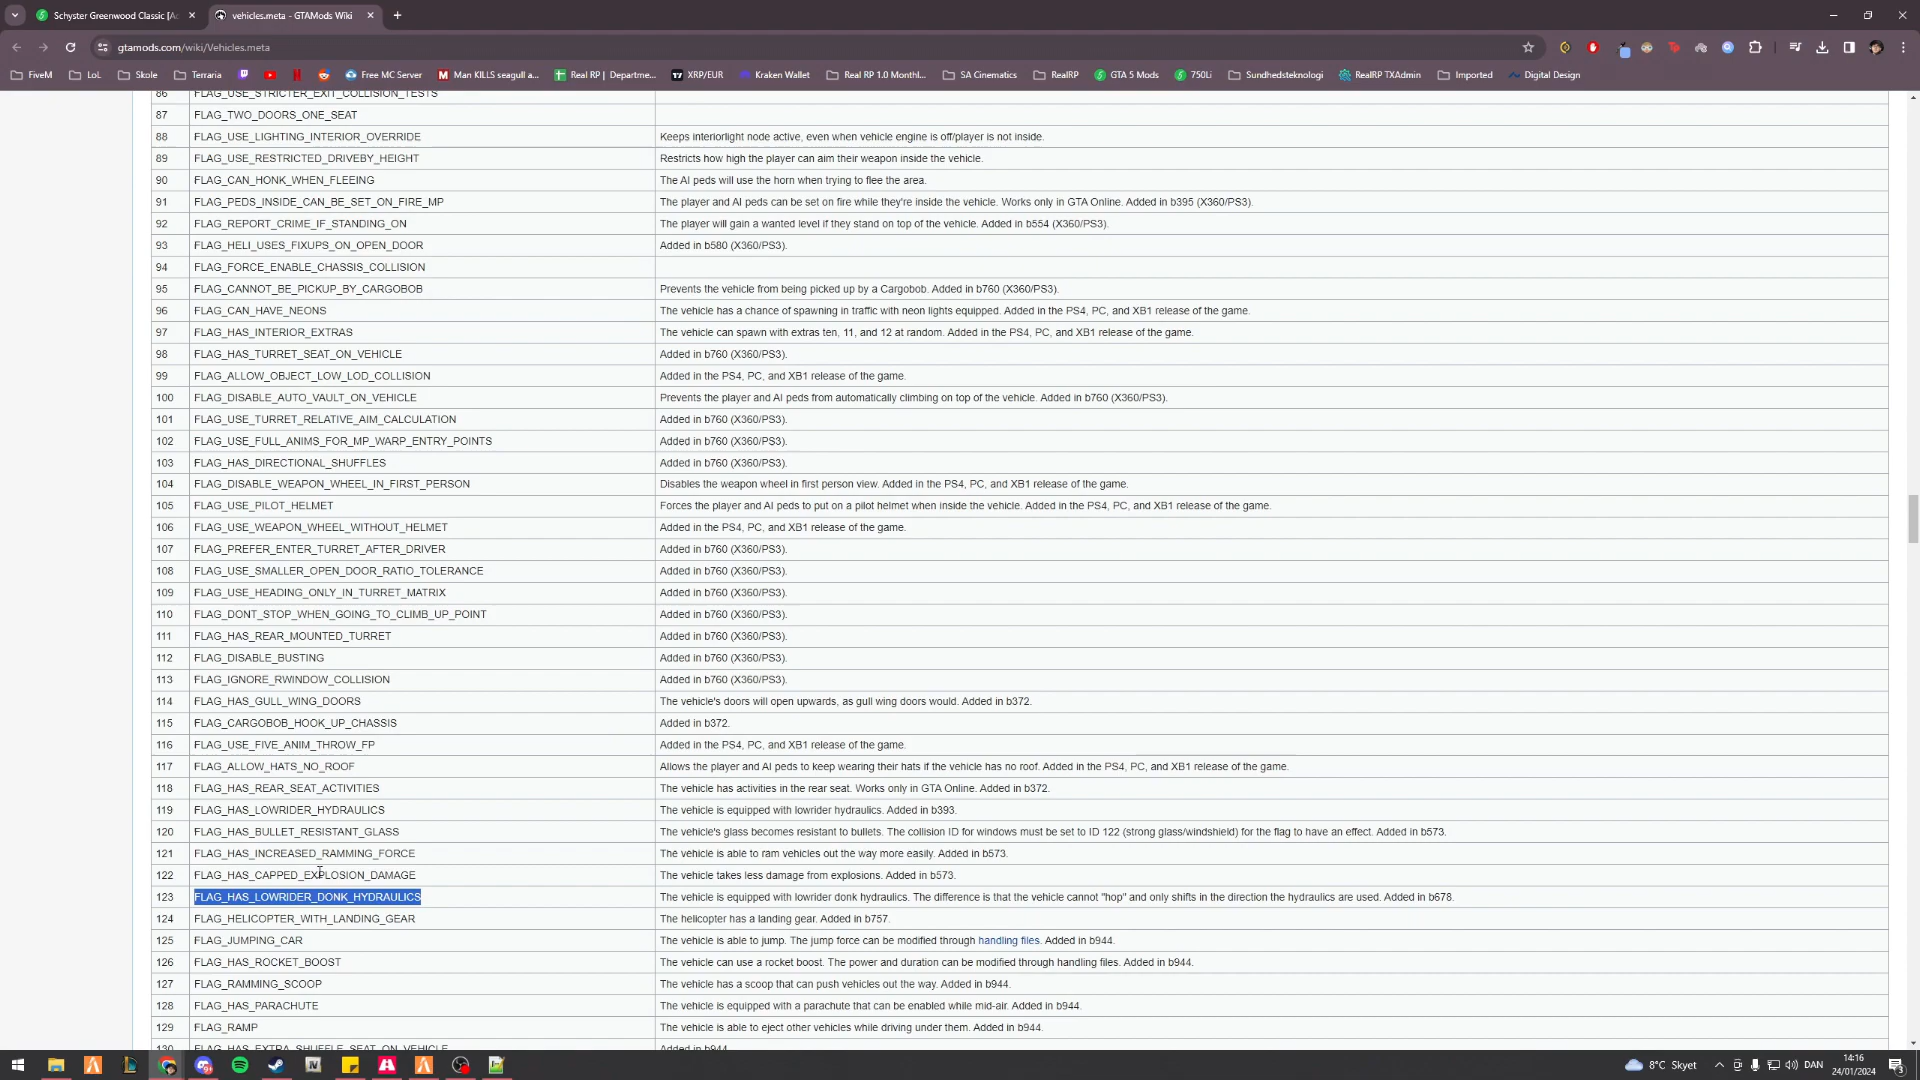 Schyster Greenwood Classic [A
vehicles.meta - GTAMods Wiki
gtamods.com/wiki/Vehicles.meta
FiveM
LoL
Skole
Terraria
Free MC Server
Man KILLS seagull a...
Real RP | Departme...
XRP/EUR
Kraken Wallet
Real RP 1.0 Monthl...
SA Cinematics
RealRP
GTA 5 Mods
750Li
Sundhedsteknologi
RealRP TXAdmin
Imported
Digital Design
86 FLAG_USE_STRICTER_EXIT_COLLISION_TESTS
87 FLAG_TWO_DOORS_ONE_SEAT
88 FLAG_USE_LIGHTING_INTERIOR_OVERRIDE Keeps interiorlight node active, even when vehicle engine is off/player is not inside.
89 FLAG_USE_RESTRICTED_DRIVEBY_HEIGHT Restricts how high the player can aim their weapon inside the vehicle.
90 FLAG_CAN_HONK_WHEN_FLEEING The AI peds will use the horn when trying to flee the area.
91 FLAG_PEDS_INSIDE_CAN_BE_SET_ON_FIRE_MP The player and AI peds can be set on fire while they're inside the vehicle. Works only in GTA Online. Added in b395 (X360/PS3).
92 FLAG_REPORT_CRIME_IF_STANDING_ON The player will gain a wanted level if they stand on top of the vehicle. Added in b554 (X360/PS3).
93 FLAG_HELI_USES_FIXUPS_ON_OPEN_DOOR Added in b580 (X360/PS3).
94 FLAG_FORCE_ENABLE_CHASSIS_COLLISION
95 FLAG_CANNOT_BE_PICKUP_BY_CARGOBOB Prevents the vehicle from being picked up by a Cargobob. Added in b760 (X360/PS3).
96 FLAG_CAN_HAVE_NEONS The vehicle has a chance of spawning in traffic with neon lights equipped. Added in the PS4, PC, and XB1 release of the game.
97 FLAG_HAS_INTERIOR_EXTRAS The vehicle can spawn with extras ten, 11, and 12 at random. Added in the PS4, PC, and XB1 release of the game.
98 FLAG_HAS_TURRET_SEAT_ON_VEHICLE Added in b760 (X360/PS3).
99 FLAG_ALLOW_OBJECT_LOW_LOD_COLLISION Added in the PS4, PC, and XB1 release of the game.
100 FLAG_DISABLE_AUTO_VAULT_ON_VEHICLE Prevents the player and AI peds from automatically climbing on top of the vehicle. Added in b760 (X360/PS3).
101 FLAG_USE_TURRET_RELATIVE_AIM_CALCULATION Added in b760 (X360/PS3).
102 FLAG_USE_FULL_ANIMS_FOR_MP_WARP_ENTRY_POINTS Added in b760 (X360/PS3).
103 FLAG_HAS_DIRECTIONAL_SHUFFLES Added in b760 (X360/PS3).
104 FLAG_DISABLE_WEAPON_WHEEL_IN_FIRST_PERSON Disables the weapon wheel in first person view. Added in the PS4, PC, and XB1 release of the game.
105 FLAG_USE_PILOT_HELMET Forces the player and AI peds to put on a pilot helmet when inside the vehicle. Added in the PS4, PC, and XB1 release of the game.
106 FLAG_USE_WEAPON_WHEEL_WITHOUT_HELMET Added in the PS4, PC, and XB1 release of the game.
107 FLAG_PREFER_ENTER_TURRET_AFTER_DRIVER Added in b760 (X360/PS3).
108 FLAG_USE_SMALLER_OPEN_DOOR_RATIO_TOLERANCE Added in b760 (X360/PS3).
109 FLAG_USE_HEADING_ONLY_IN_TURRET_MATRIX Added in b760 (X360/PS3).
110 FLAG_DONT_STOP_WHEN_GOING_TO_CLIMB_UP_POINT Added in b760 (X360/PS3).
111 FLAG_HAS_REAR_MOUNTED_TURRET Added in b760 (X360/PS3).
112 FLAG_DISABLE_BUSTING Added in b760 (X360/PS3).
113 FLAG_IGNORE_RWINDOW_COLLISION Added in b760 (X360/PS3).
114 FLAG_HAS_GULL_WING_DOORS The vehicle's doors will open upwards, as gull wing doors would. Added in b372.
115 FLAG_CARGOBOB_HOOK_UP_CHASSIS Added in b372.
116 FLAG_USE_FIVE_ANIM_THROW_FP Added in the PS4, PC, and XB1 release of the game.
117 FLAG_ALLOW_HATS_NO_ROOF Allows the player and AI peds to keep wearing their hats if the vehicle has no roof. Added in the PS4, PC, and XB1 release of the game.
118 FLAG_HAS_REAR_SEAT_ACTIVITIES The vehicle has activities in the rear seat. Works only in GTA Online. Added in b372.
119 FLAG_HAS_LOWRIDER_HYDRAULICS The vehicle is equipped with lowrider hydraulics. Added in b393.
120 FLAG_HAS_BULLET_RESISTANT_GLASS The vehicle's glass becomes resistant to bullets. The collision ID for windows must be set to ID 122 (strong glass/windshield) for the flag to have an effect. Added in b573.
121 FLAG_HAS_INCREASED_RAMMING_FORCE The vehicle is able to ram vehicles out the way more easily. Added in b573.
122 FLAG_HAS_CAPPED_EXPLOSION_DAMAGE The vehicle takes less damage from explosions. Added in b573.
123 FLAG_HAS_LOWRIDER_DONK_HYDRAULICS The vehicle is equipped with lowrider donk hydraulics. The difference is that the vehicle cannot "hop" and only shifts in the direction the hydraulics are used. Added in b678.
124 FLAG_HELICOPTER_WITH_LANDING_GEAR The helicopter has a landing gear. Added in b757.
125 FLAG_JUMPING_CAR The vehicle is able to jump. The jump force can be modified through handling files. Added in b944.
126 FLAG_HAS_ROCKET_BOOST The vehicle can use a rocket boost. The power and duration can be modified through handling files. Added in b944.
127 FLAG_RAMMING_SCOOP The vehicle has a scoop that can push vehicles out the way. Added in b944.
128 FLAG_HAS_PARACHUTE The vehicle is equipped with a parachute that can be enabled while mid-air. Added in b944.
129 FLAG_RAMP The vehicle is able to eject other vehicles while driving under them. Added in b944.
130 FLAG_HAS_EXTRA_SHUFFLE_SEAT_ON_VEHICLE Added in b944.
8°C Skyet
DAN
14:16
24/01/2024